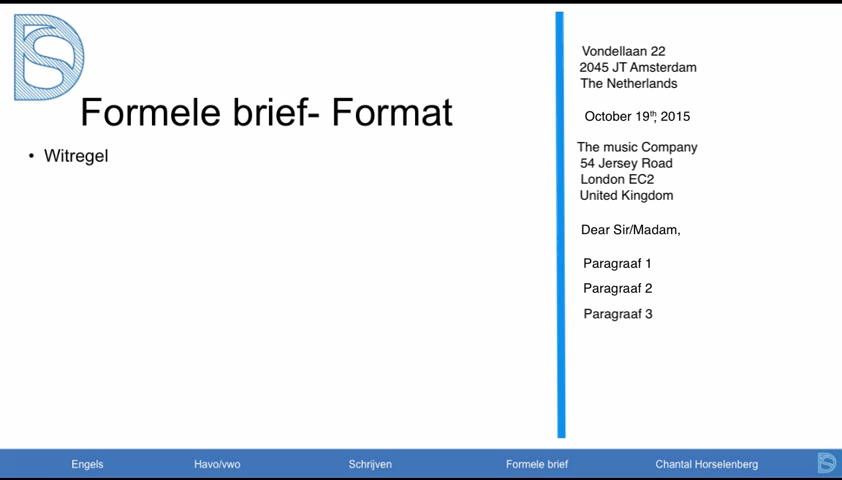 Formele brief- Format
• Witregel
Vondellaan 22
2045 JT Amsterdam
The Netherlands
October 19th, 2015
The music Company
54 Jersey Road
London EC2
United Kingdom
Dear Sir/Madam,
Paragraaf 1
Paragraaf 2
Paragraaf 3
Engels
Havo/vwo
Schrijven
Formele brief
Chantal Horselenberg